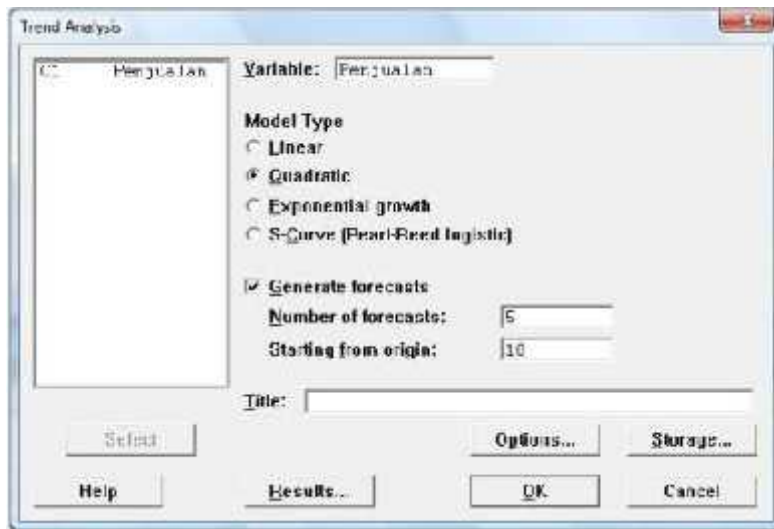 Trend Analysis
C1 Penjualan
Variable: Penjualan
Model Type
Linear
Quadratic
Exponential growth
S-Curve (Pearl-Reed logistic)
Generate forecasts
Number of forecasts: 5
Starting from origin: 10
Title:
Select
Options...
Storage...
Help
Results...
OK
Cancel